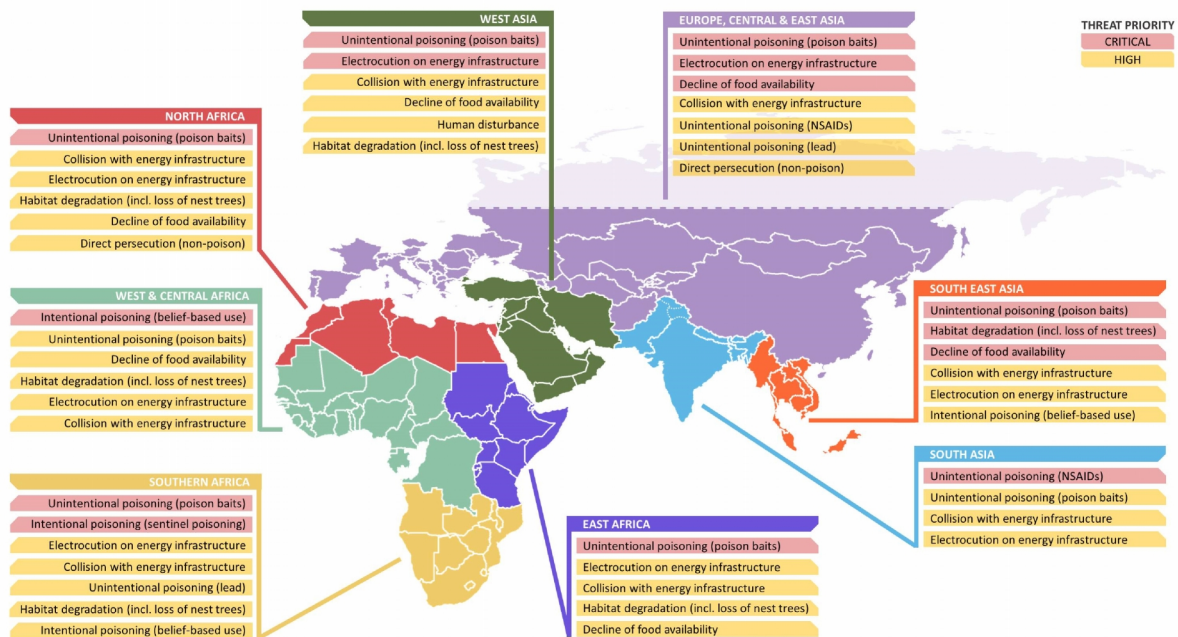 WEST ASIA
Unintentional poisoning (poison baits)
Electrocution on energy infrastructure
Collision with energy infrastructure
Decline of food availability
Human disturbance
Habitat degradation (incl. loss of nest trees)
EUROPE, CENTRAL & EAST ASIA
Unintentional poisoning (poison baits)
Electrocution on energy infrastructure
Decline of food availability
Collision with energy infrastructure
Unintentional poisoning (NSAIDs)
Unintentional poisoning (lead)
Direct persecution (non-poison)
THREAT PRIORITY
CRITICAL
HIGH
NORTH AFRICA
Unintentional poisoning (poison baits)
Collision with energy infrastructure
Electrocution on energy infrastructure
Habitat degradation (incl. loss of nest trees)
Decline of food availability
Direct persecution (non-poison)
WEST & CENTRAL AFRICA
Intentional poisoning (belief-based use)
Unintentional poisoning (poison baits)
Decline of food availability
Habitat degradation (incl. loss of nest trees)
Electrocution on energy infrastructure
Collision with energy infrastructure
SOUTH EAST ASIA
Unintentional poisoning (poison baits)
Habitat degradation (incl. loss of nest trees)
Decline of food availability
Collision with energy infrastructure
Electrocution on energy infrastructure
Intentional poisoning (belief-based use)
SOUTH ASIA
Unintentional poisoning (NSAIDs)
Unintentional poisoning (poison baits)
Collision with energy infrastructure
Electrocution on energy infrastructure
SOUTHERN AFRICA
Unintentional poisoning (poison baits)
Intentional poisoning (sentinel poisoning)
Electrocution on energy infrastructure
Collision with energy infrastructure
Unintentional poisoning (lead)
Habitat degradation (incl. loss of nest trees)
Intentional poisoning (belief-based use)
EAST AFRICA
Unintentional poisoning (poison baits)
Electrocution on energy infrastructure
Collision with energy infrastructure
Habitat degradation (incl. loss of nest trees)
Decline of food availability